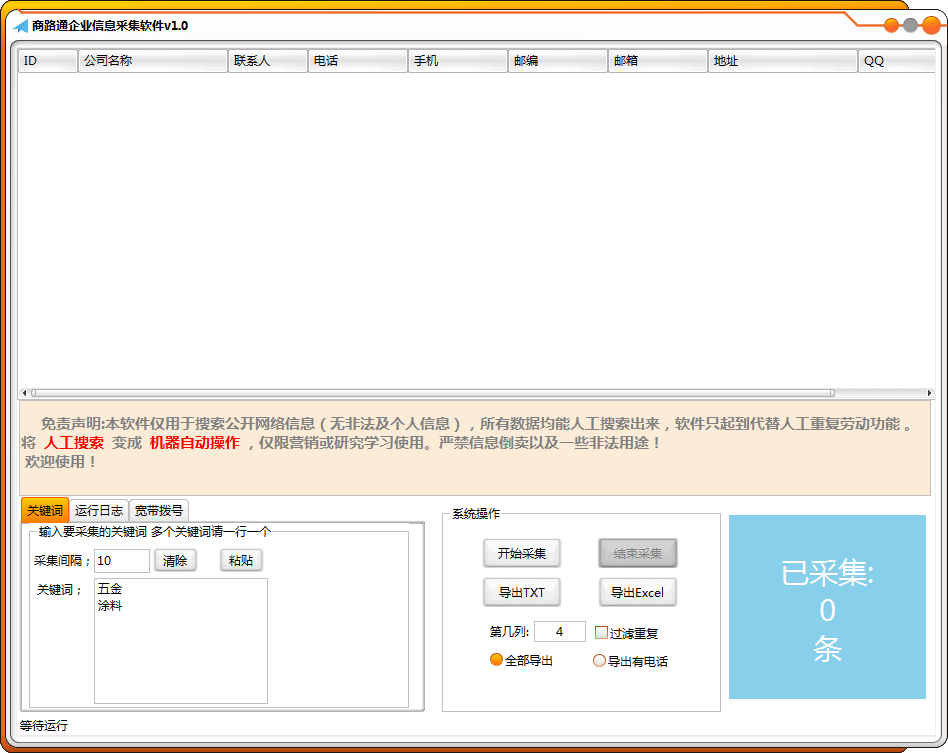 商路通企业信息采集软件v1.0
ID 公司名称 联系人 电话 手机 邮编 邮箱 地址 QQ
免责声明:本软件仅用于搜索公开网络信息（无非法及个人信息），所有数据均能人工搜索出来，软件只起到代替人工重复劳动功能 。
将 人工搜索 变成 机器自动操作 ，仅限营销或研究学习使用。严禁信息倒卖以及一些非法用途！
欢迎使用！
关键词 运行日志 宽带拨号
输入要采集的关键词 多个关键词请一行一个
采集间隔； 10 清除 粘贴
关键词； 五金
涂料
系统操作
开始采集 结束采集
导出TXT 导出Excel
第几列: 4 过滤重复
全部导出 导出有电话
已采集:
0
条
等待运行